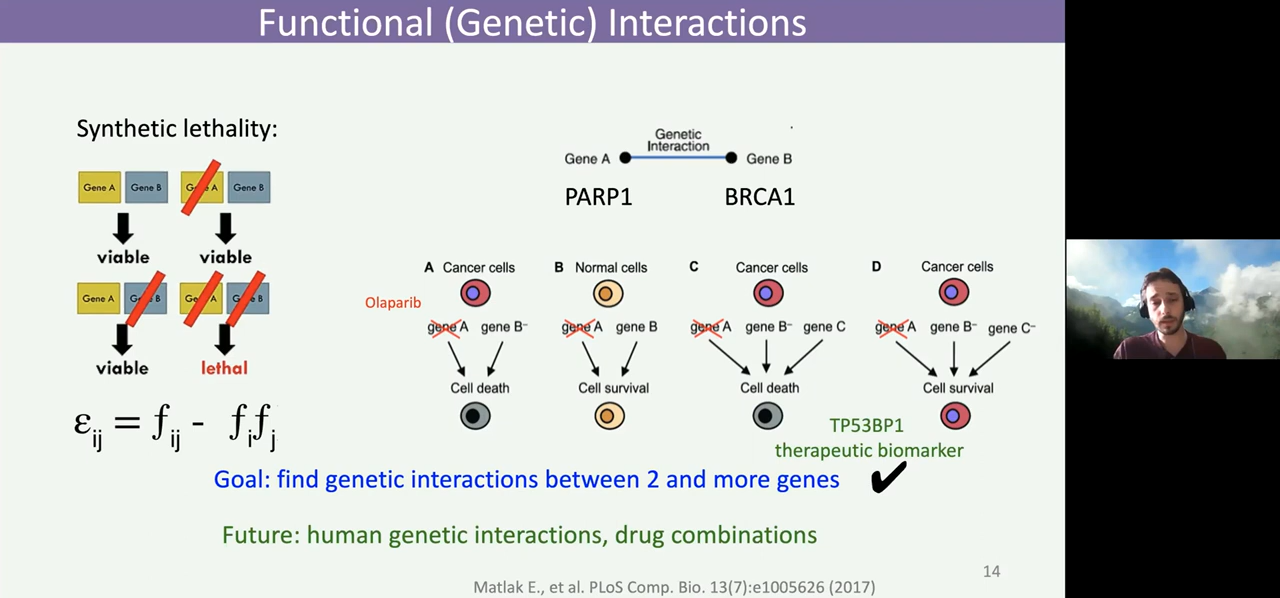 Functional (Genetic) Interactions
Synthetic lethality:
Gene A Gene B Gene A Gene B
viable viable
Gene A Gene B Gene A Gene B
viable lethal
εij = fij - fifj
Genetic
Interaction
Gene A Gene B
PARP1 BRCA1
A Cancer cells B Normal cells C Cancer cells D Cancer cells
Olaparib
gene A gene B⁻ gene A gene B gene A gene B⁻ gene C gene A gene B⁻ gene C⁻
Cell death Cell survival Cell death Cell survival
TP53BP1
therapeutic biomarker
Goal: find genetic interactions between 2 and more genes ✔
Future: human genetic interactions, drug combinations
14
Matlak E., et al. PLoS Comp. Bio. 13(7):e1005626 (2017)